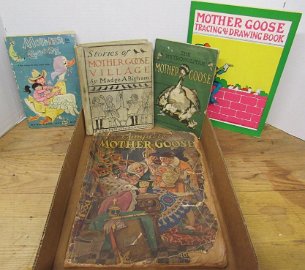 MOTHER GOOSE
Stories of
MOTHER GOOSE
VILLAGE
By Madge A. Bigham
THE
MOTHER GOOSE
MOTHER GOOSE
TRACING & DRAWING BOOK
MOTHER GOOSE